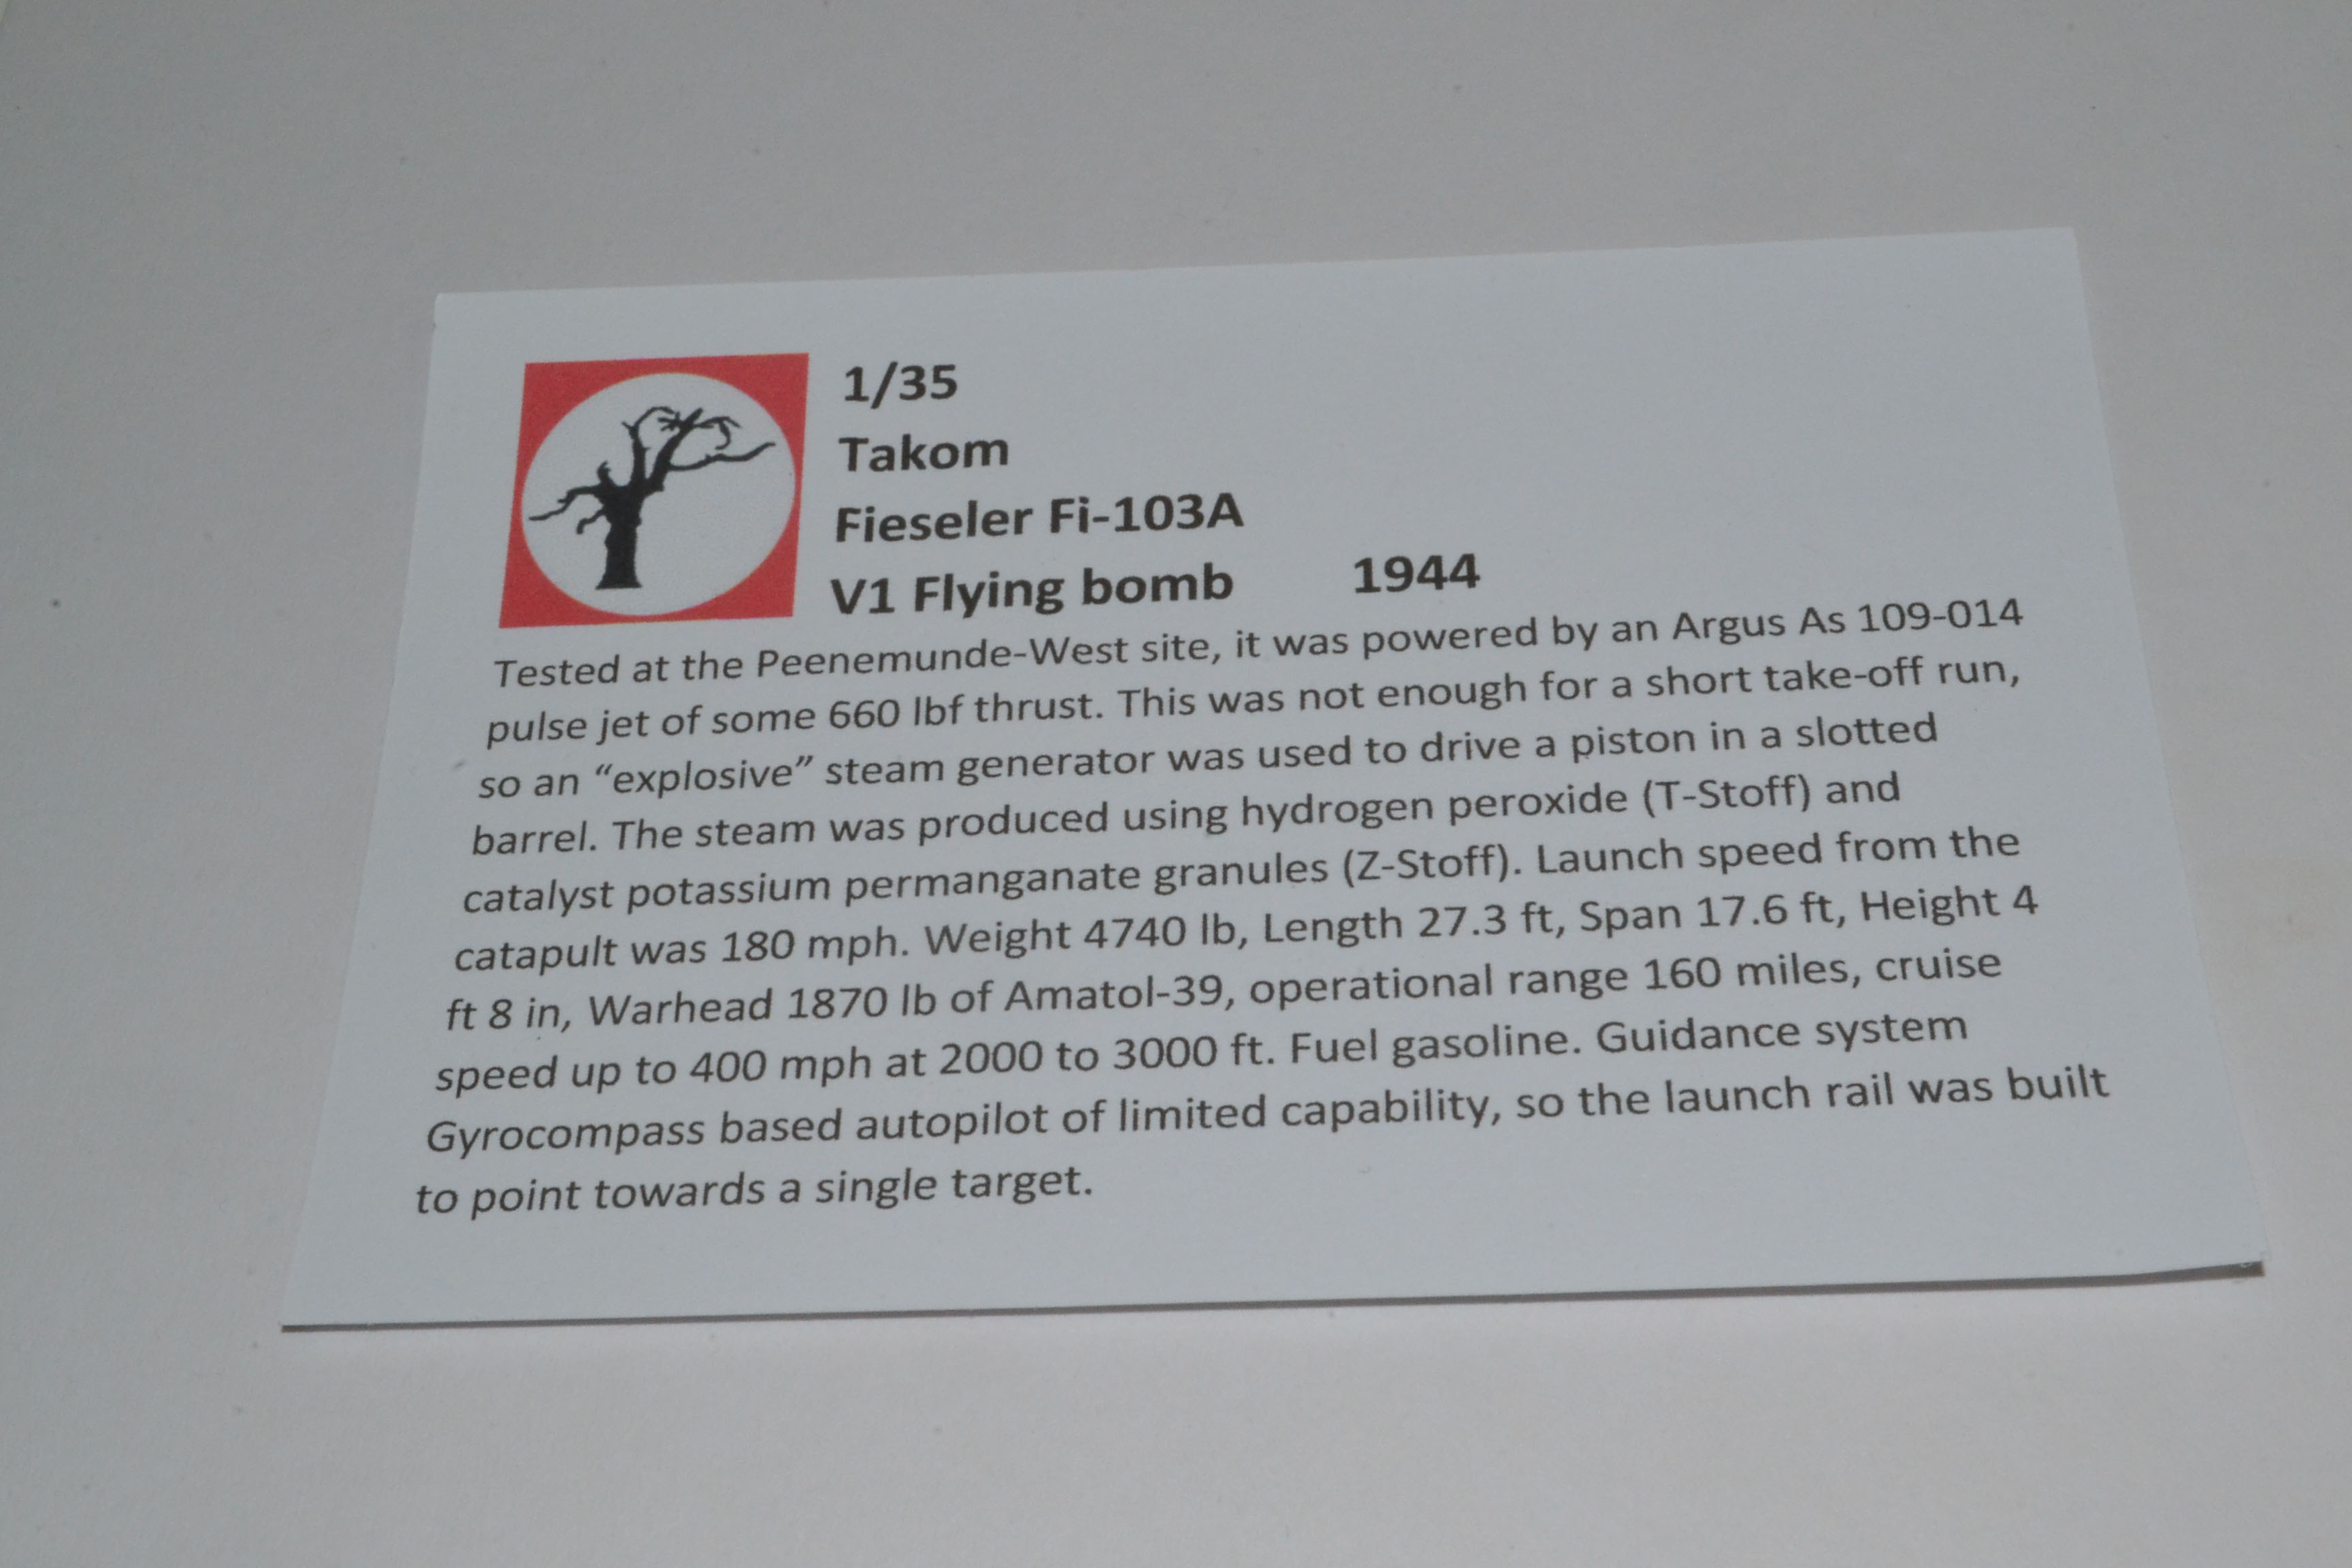 1/35
Takom
Fieseler Fi-103A
V1 Flying bomb 1944
Tested at the Peenemunde-West site, it was powered by an Argus As 109-014
pulse jet of some 660 lbf thrust. This was not enough for a short take-off run,
so an “explosive” steam generator was used to drive a piston in a slotted
barrel. The steam was produced using hydrogen peroxide (T-Stoff) and
catalyst potassium permanganate granules (Z-Stoff). Launch speed from the
catapult was 180 mph. Weight 4740 lb, Length 27.3 ft, Span 17.6 ft, Height 4
ft 8 in, Warhead 1870 lb of Amatol-39, operational range 160 miles, cruise
speed up to 400 mph at 2000 to 3000 ft. Fuel gasoline. Guidance system
Gyrocompass based autopilot of limited capability, so the launch rail was built
to point towards a single target.